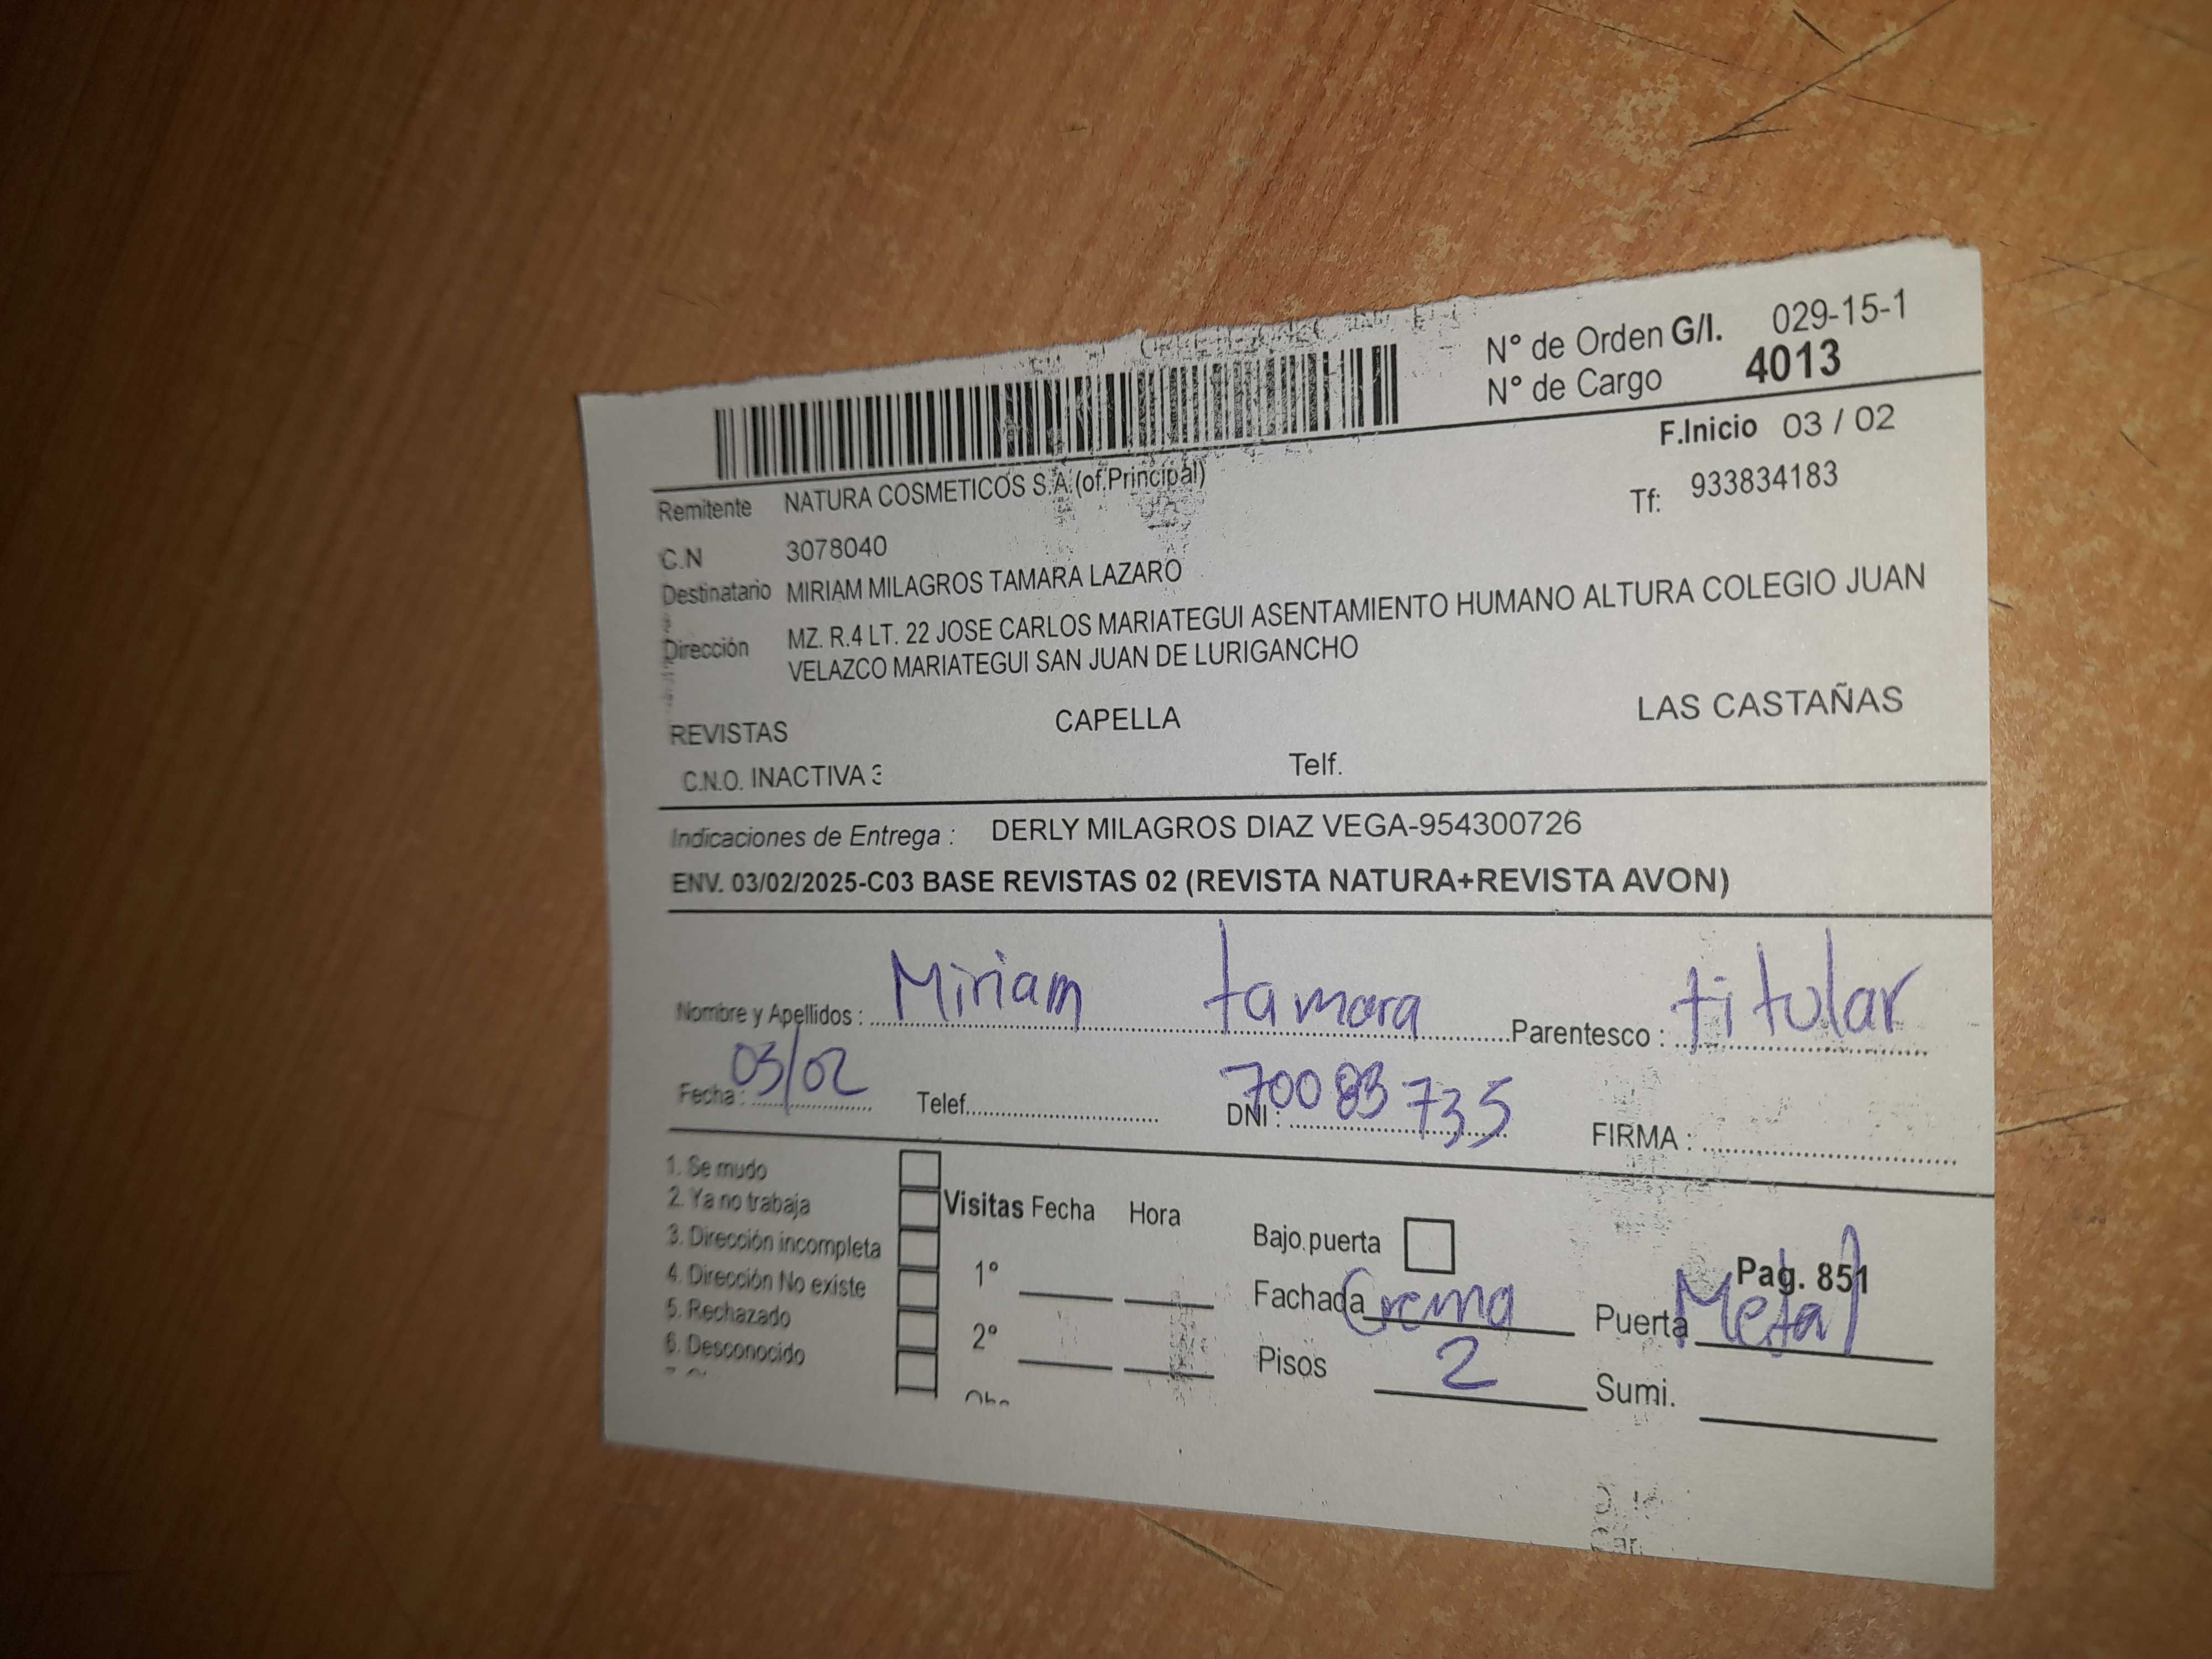 N° de Orden G/I. 029-15-1
N° de Cargo 4013
F.Inicio 03 / 02
Remitente NATURA COSMETICOS S.A.(of.Principal)
Tf: 933834183
C.N 3078040
Destinatario MIRIAM MILAGROS TAMARA LAZARO
Dirección MZ. R.4 LT. 22 JOSE CARLOS MARIATEGUI ASENTAMIENTO HUMANO ALTURA COLEGIO JUAN
VELAZCO MARIATEGUI SAN JUAN DE LURIGANCHO
REVISTAS CAPELLA LAS CASTAÑAS
C.N.O. INACTIVA 3 Telf.
Indicaciones de Entrega : DERLY MILAGROS DIAZ VEGA-954300726
ENV. 03/02/2025-C03 BASE REVISTAS 02 (REVISTA NATURA+REVISTA AVON)
Nombre y Apellidos : Miriam tamara Parentesco : titular
Fecha : 03/02 Telef. DNI : 70083735 FIRMA :
1. Se mudo
2. Ya no trabaja
3. Dirección incompleta
4. Dirección No existe
5. Rechazado
6. Desconocido
Visitas Fecha Hora
1°
2°
Bajo puerta
Pag. 851
Fachada Crema Puerta Metal
Pisos 2 Sumi.